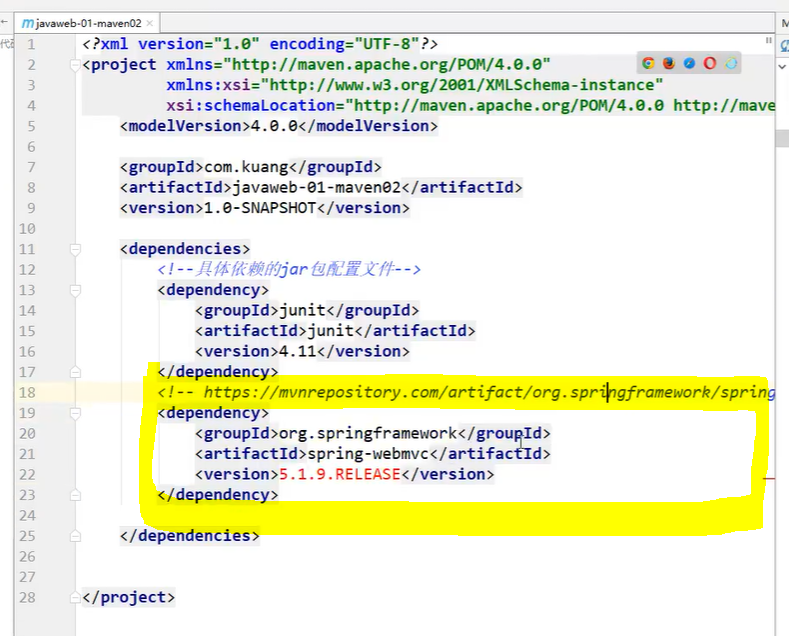 javaweb-01-maven02
1 <?xml version="1.0" encoding="UTF-8"?>
2 <project xmlns="http://maven.apache.org/POM/4.0.0"
3 xmlns:xsi="http://www.w3.org/2001/XMLSchema-instance"
4 xsi:schemaLocation="http://maven.apache.org/POM/4.0.0 http://mave
5 <modelVersion>4.0.0</modelVersion>
6
7 <groupId>com.kuang</groupId>
8 <artifactId>javaweb-01-maven02</artifactId>
9 <version>1.0-SNAPSHOT</version>
10
11 <dependencies>
12 <!--具体依赖的jar包配置文件-->
13 <dependency>
14 <groupId>junit</groupId>
15 <artifactId>junit</artifactId>
16 <version>4.11</version>
17 </dependency>
18 <!-- https://mvnrepository.com/artifact/org.springframework/spring
19 <dependency>
20 <groupId>org.springframework</groupId>
21 <artifactId>spring-webmvc</artifactId>
22 <version>5.1.9.RELEASE</version>
23 </dependency>
24
25 </dependencies>
26
27
28 </project>